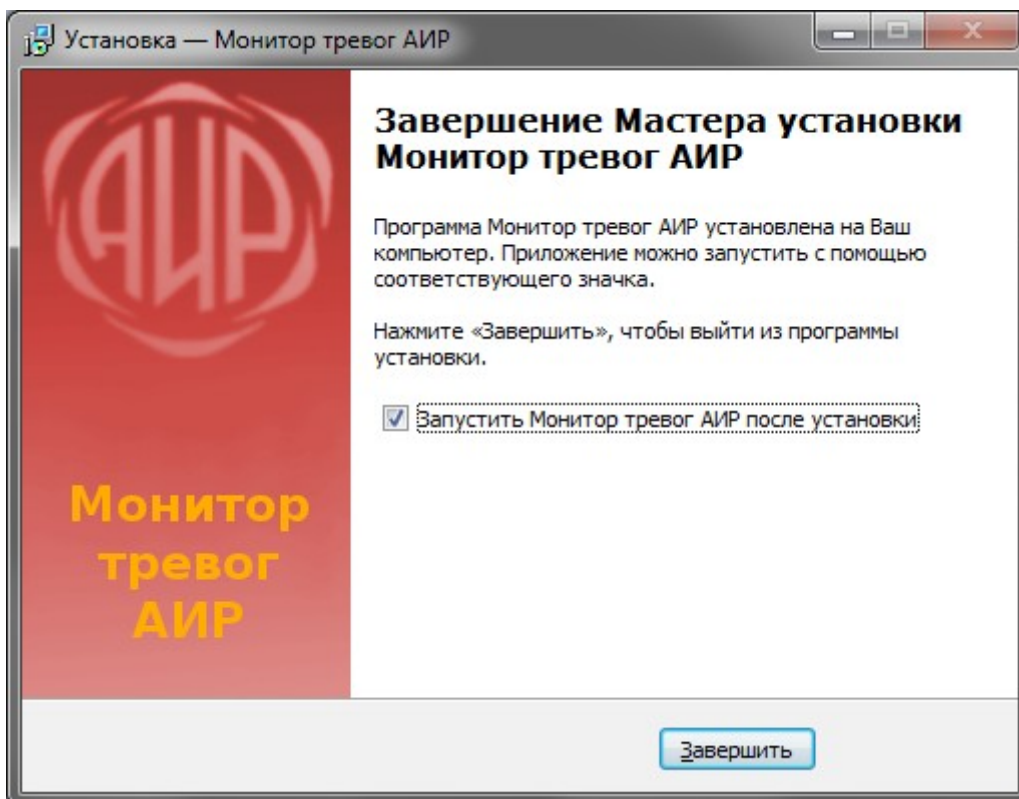 Установка — Монитор тревог АИР
АИР
Завершение Мастера установки
Монитор тревог АИР
Программа Монитор тревог АИР установлена на Ваш
компьютер. Приложение можно запустить с помощью
соответствующего значка.
Нажмите «Завершить», чтобы выйти из программы
установки.
Запустить Монитор тревог АИР после установки
Монитор
тревог
АИР
Завершить